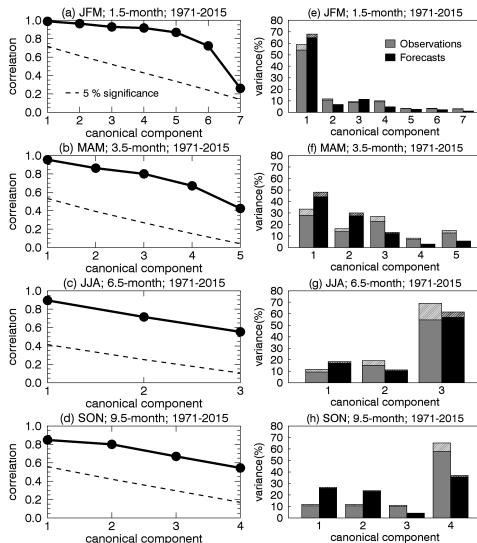 (a) JFM; 1.5-month; 1971-2015
correlation
1.0
0.8
0.6
0.4
0.2
0.0
5 % significance
1 2 3 4 5 6 7
canonical component
(e) JFM; 1.5-month; 1971-2015
variance(%)
80
70
60
50
40
30
20
10
0
Observations
Forecasts
1 2 3 4 5 6 7
canonical component
(b) MAM; 3.5-month; 1971-2015
correlation
1.0
0.8
0.6
0.4
0.2
0.0
1 2 3 4 5
canonical component
(f) MAM; 3.5-month; 1971-2015
variance(%)
80
70
60
50
40
30
20
10
0
1 2 3 4 5
canonical component
(c) JJA; 6.5-month; 1971-2015
correlation
1.0
0.8
0.6
0.4
0.2
0.0
1 2 3
canonical component
(g) JJA; 6.5-month; 1971-2015
variance(%)
80
70
60
50
40
30
20
10
0
1 2 3
canonical component
(d) SON; 9.5-month; 1971-2015
correlation
1.0
0.8
0.6
0.4
0.2
0.0
1 2 3 4
canonical component
(h) SON; 9.5-month; 1971-2015
variance(%)
80
70
60
50
40
30
20
10
0
1 2 3 4
canonical component